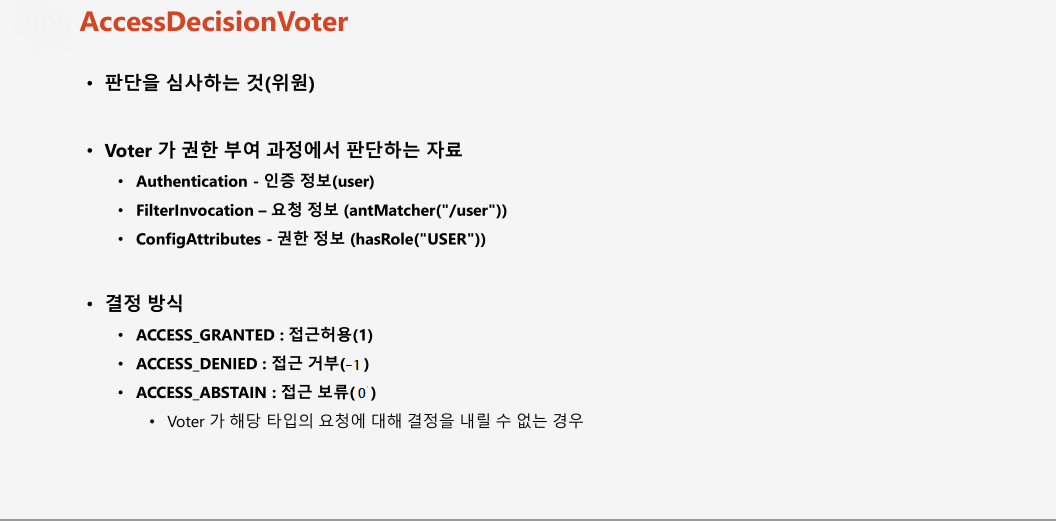 AccessDecisionVoter
• 판단을 심사하는 것(위원)
• Voter 가 권한 부여 과정에서 판단하는 자료
• Authentication - 인증 정보(user)
• FilterInvocation – 요청 정보 (antMatcher("/user"))
• ConfigAttributes - 권한 정보 (hasRole("USER"))
• 결정 방식
• ACCESS_GRANTED : 접근허용(1)
• ACCESS_DENIED : 접근 거부(-1)
• ACCESS_ABSTAIN : 접근 보류(0)
• Voter 가 해당 타입의 요청에 대해 결정을 내릴 수 없는 경우